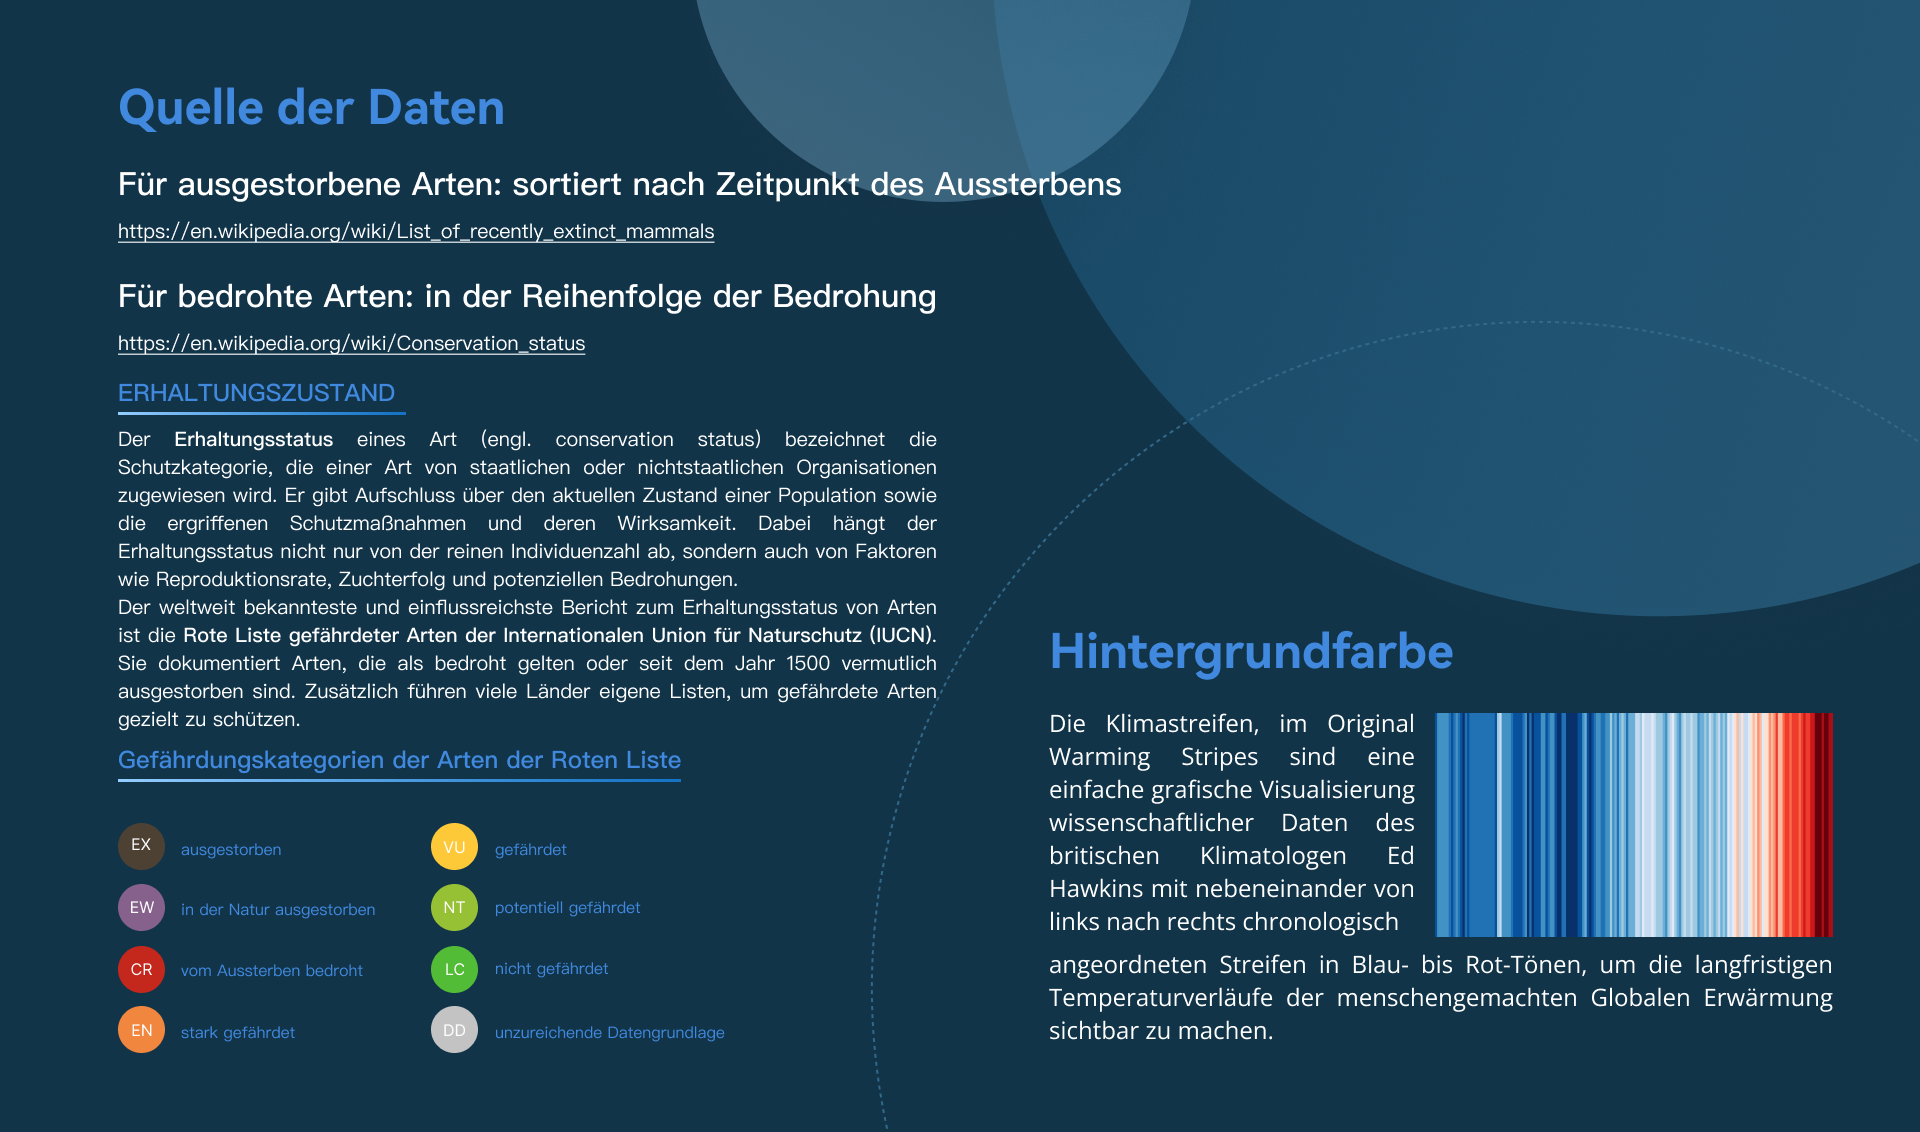 Quelle der Daten
Für ausgestorbene Arten: sortiert nach Zeitpunkt des Aussterbens
https://en.wikipedia.org/wiki/List_of_recently_extinct_mammals
Für bedrohte Arten: in der Reihenfolge der Bedrohung
https://en.wikipedia.org/wiki/Conservation_status
ERHALTUNGSZUSTAND
Der Erhaltungsstatus eines Art (engl. conservation status) bezeichnet die
Schutzkategorie, die einer Art von staatlichen oder nichtstaatlichen Organisationen
zugewiesen wird. Er gibt Aufschluss über den aktuellen Zustand einer Population sowie
die ergriffenen Schutzmaßnahmen und deren Wirksamkeit. Dabei hängt der
Erhaltungsstatus nicht nur von der reinen Individuenzahl ab, sondern auch von Faktoren
wie Reproduktionsrate, Zuchterfolg und potenziellen Bedrohungen.
Der weltweit bekannteste und einflussreichste Bericht zum Erhaltungsstatus von Arten
ist die Rote Liste gefährdeter Arten der Internationalen Union für Naturschutz (IUCN).
Sie dokumentiert Arten, die als bedroht gelten oder seit dem Jahr 1500 vermutlich
ausgestorben sind. Zusätzlich führen viele Länder eigene Listen, um gefährdete Arten
gezielt zu schützen.
Gefährdungskategorien der Arten der Roten Liste
EX ausgestorben
EW in der Natur ausgestorben
CR vom Aussterben bedroht
EN stark gefährdet
VU gefährdet
NT potentiell gefährdet
LC nicht gefährdet
DD unzureichende Datengrundlage
Hintergrundfarbe
Die Klimastreifen, im Original
Warming Stripes sind eine
einfache grafische Visualisierung
wissenschaftlicher Daten des
britischen Klimatologen Ed
Hawkins mit nebeneinander von
links nach rechts chronologisch
angeordneten Streifen in Blau- bis Rot-Tönen, um die langfristigen
Temperaturverläufe der menschengemachten Globalen Erwärmung
sichtbar zu machen.